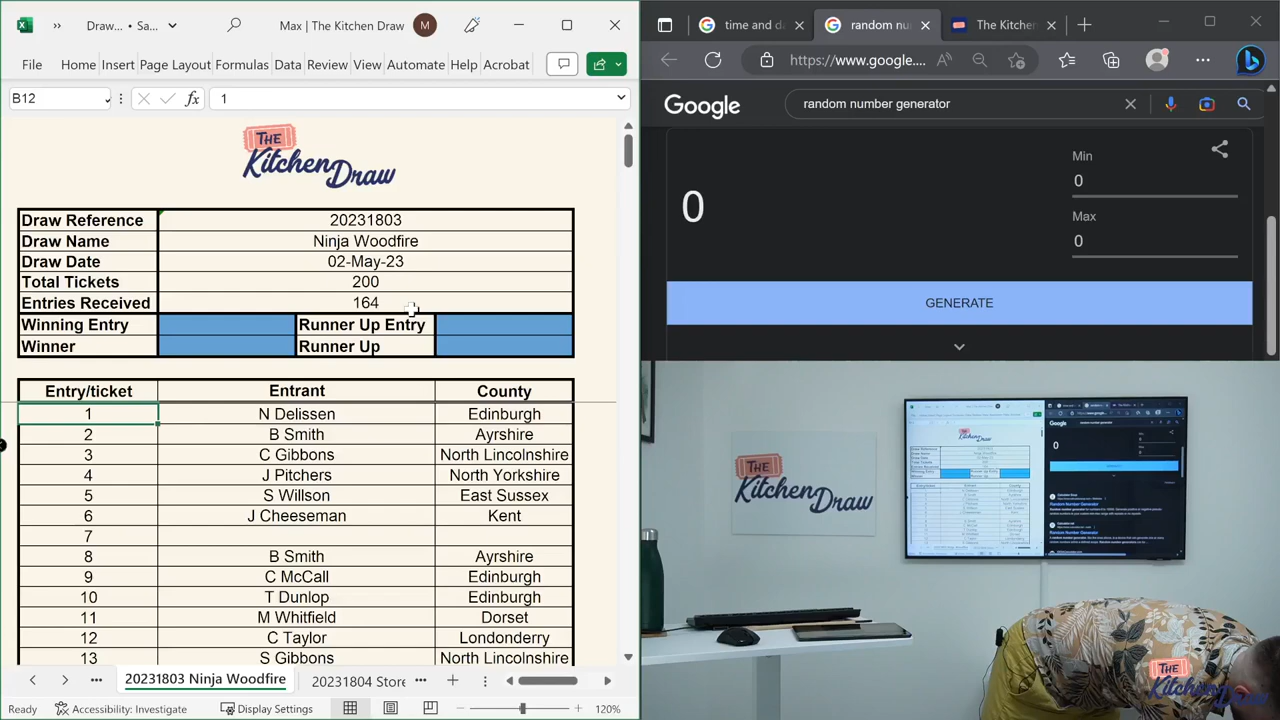 Draw... • Sa...
Max | The Kitchen Draw
M
File Home Insert Page Layout Formulas Data Review View Automate Help Acrobat
B12
fx
1
THE
Kitchen Draw
Draw Reference 20231803
Draw Name Ninja Woodfire
Draw Date 02-May-23
Total Tickets 200
Entries Received 164
Winning Entry Runner Up Entry
Winner Runner Up
Entry/ticket Entrant County
1 N Delissen Edinburgh
2 B Smith Ayrshire
3 C Gibbons North Lincolnshire
4 J Pitchers North Yorkshire
5 S Willson East Sussex
6 J Cheeseman Kent
7
8 B Smith Ayrshire
9 C McCall Edinburgh
10 T Dunlop Edinburgh
11 M Whitfield Dorset
12 C Taylor Londonderry
13 S Gibbons North Lincolnshire
20231803 Ninja Woodfire
20231804 Store
Ready
Accessibility: Investigate
Display Settings
120%
time and da
random nu
The Kitchen
https://www.google....
Google
random number generator
0
Min
0
Max
0
GENERATE
THE
Kitchen Draw
THE
Kitchen Draw